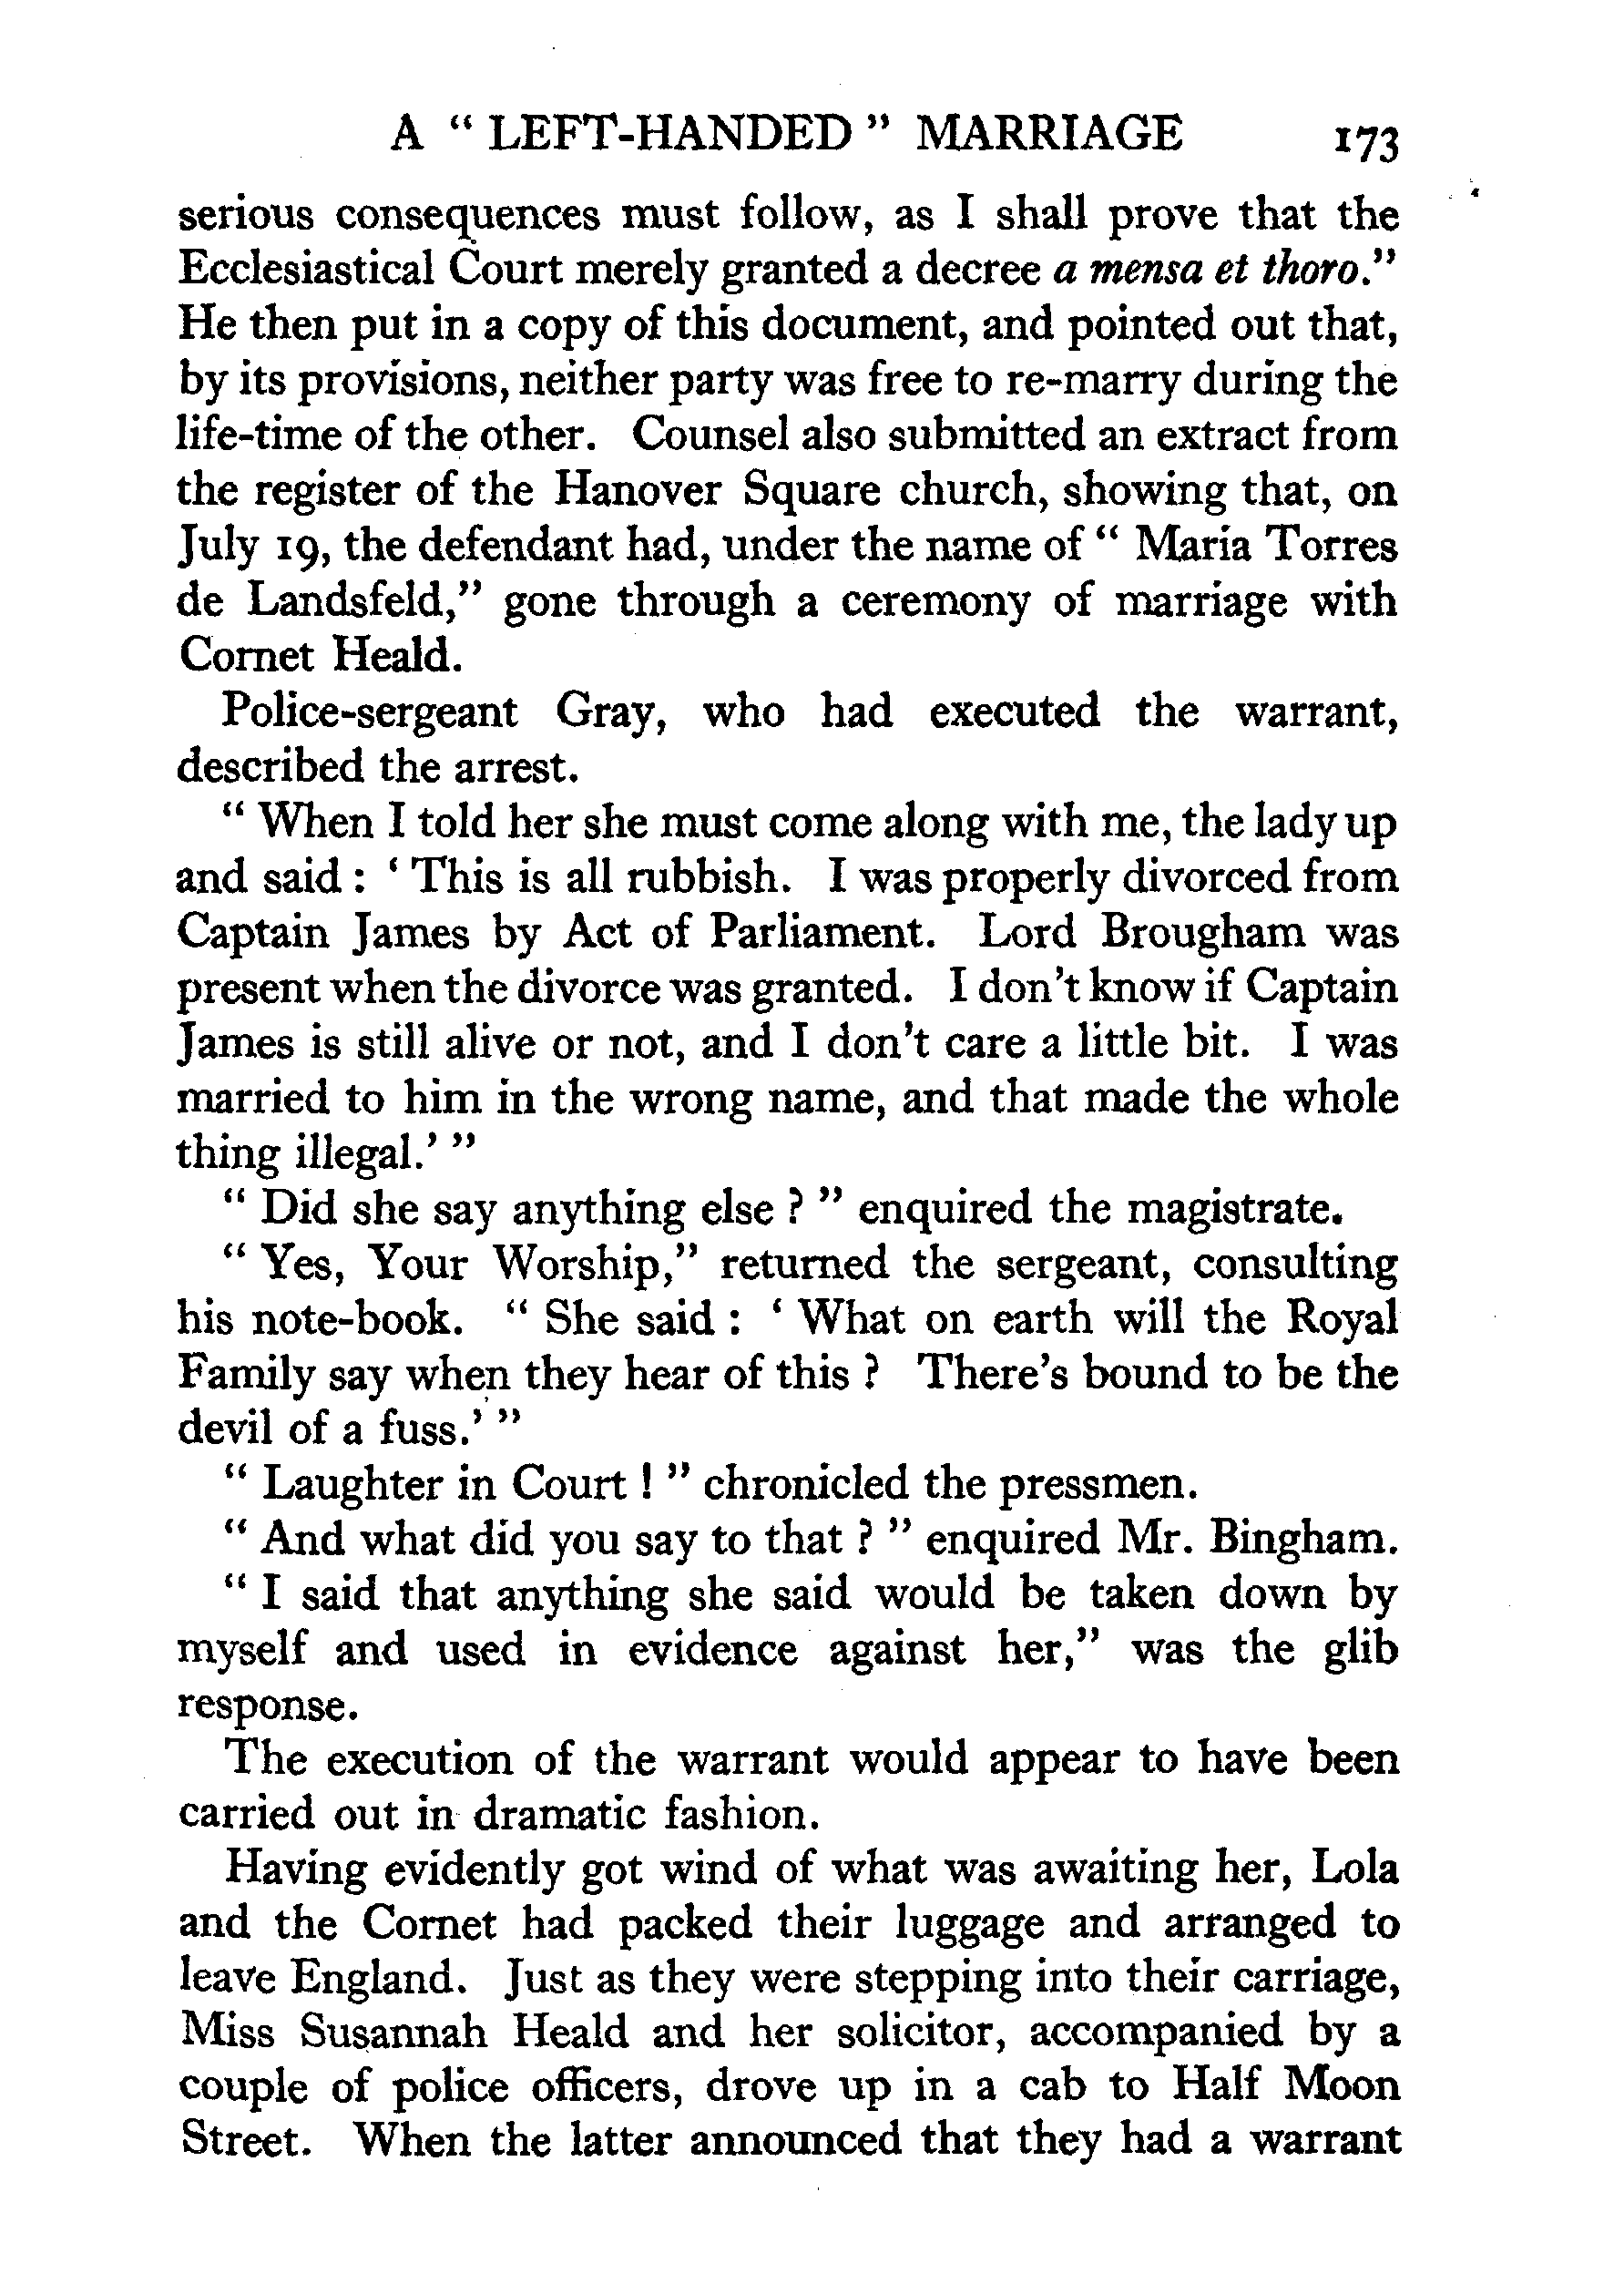 A “ LEFT-HANDED ” MARRIAGE 173
serious consequences must follow, as I shall prove that the
Ecclesiastical Court merely granted a decree a mensa et thoro.”
He then put in a copy of this document, and pointed out that,
by its provisions, neither party was free to re-marry during the
life-time of the other. Counsel also submitted an extract from
the register of the Hanover Square church, showing that, on
July 19, the defendant had, under the name of “ Maria Torres
de Landsfeld,” gone through a ceremony of marriage with
Cornet Heald.
Police-sergeant Gray, who had executed the warrant,
described the arrest.
“ When I told her she must come along with me, the lady up
and said : ‘ This is all rubbish. I was properly divorced from
Captain James by Act of Parliament. Lord Brougham was
present when the divorce was granted. I don’t know if Captain
James is still alive or not, and I don’t care a little bit. I was
married to him in the wrong name, and that made the whole
thing illegal.’ ”
“ Did she say anything else ? ” enquired the magistrate.
“ Yes, Your Worship,” returned the sergeant, consulting
his note-book. “ She said : ‘ What on earth will the Royal
Family say when they hear of this ? There’s bound to be the
devil of a fuss.’ ”
“ Laughter in Court ! ” chronicled the pressmen.
“ And what did you say to that ? ” enquired Mr. Bingham.
“ I said that anything she said would be taken down by
myself and used in evidence against her,” was the glib
response.
The execution of the warrant would appear to have been
carried out in dramatic fashion.
Having evidently got wind of what was awaiting her, Lola
and the Cornet had packed their luggage and arranged to
leave England. Just as they were stepping into their carriage,
Miss Susannah Heald and her solicitor, accompanied by a
couple of police officers, drove up in a cab to Half Moon
Street. When the latter announced that they had a warrant